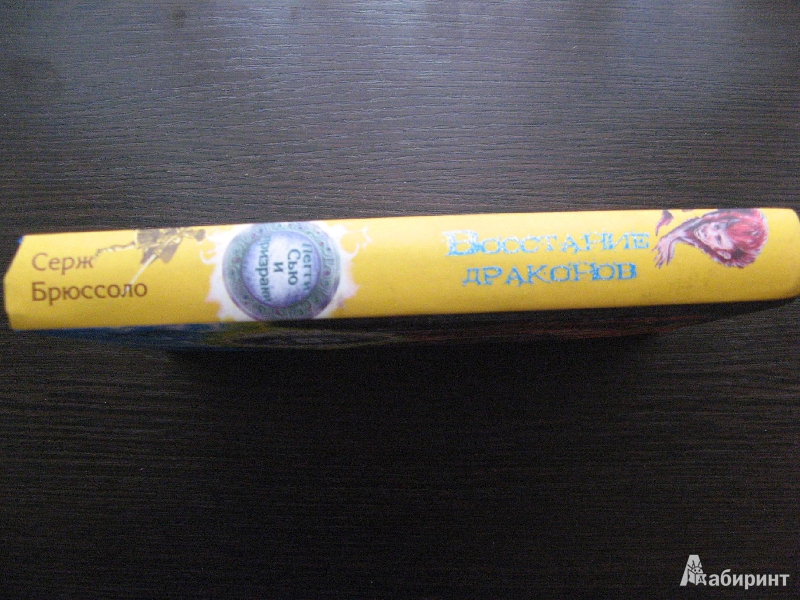 Серж
Брюссоло
Пегги
Сью
и
призраки
Восстание
драконов
Лабиринт